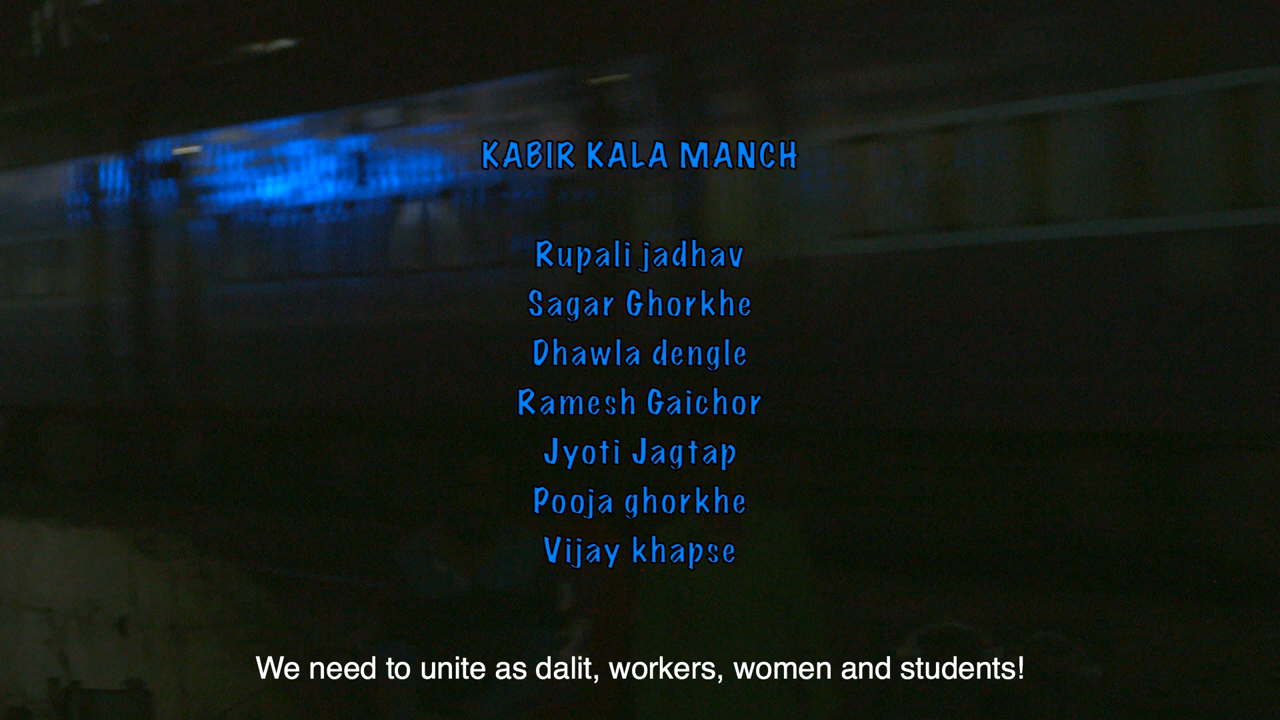 KABIR KALA MANCH
Rupali jadhav
Sagar Ghorkhe
Dhawla dengle
Ramesh Gaichor
Jyoti Jagtap
Pooja ghorkhe
Vijay khapse
We need to unite as dalit, workers, women and students!